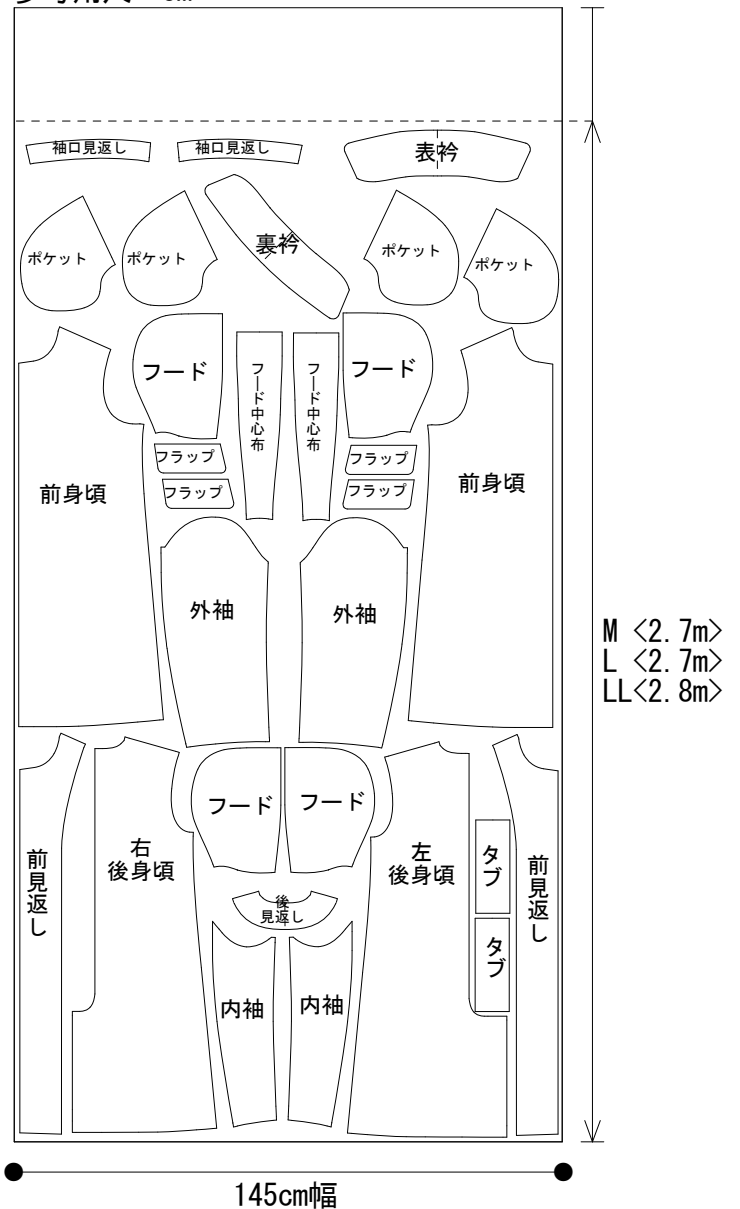 袖口見返し
袖口見返し
表衿
ポケット
ポケット
裏衿
ポケット
ポケット
フード
フード中心布
フード中心布
フード
フラップ
フラップ
フラップ
フラップ
前身頃
前身頃
外袖
外袖
M <2.7m>
L <2.7m>
LL<2.8m>
フード
フード
前見返し
右
後身頃
左
後身頃
タブ
前見返し
後
見返し
タブ
内袖
内袖
145cm幅